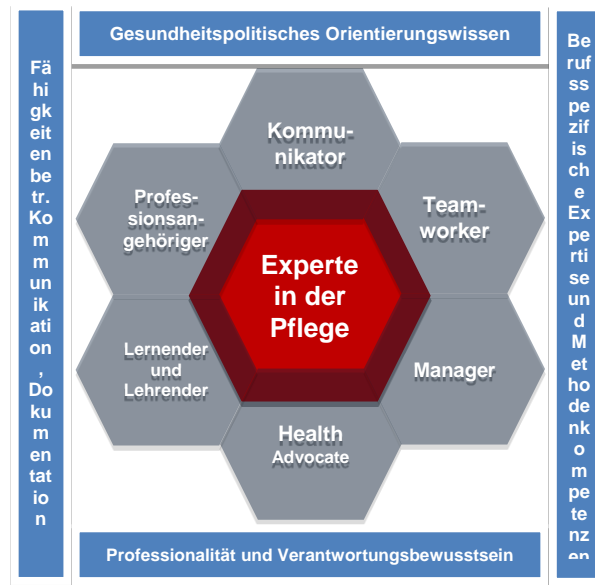 Gesundheitspolitisches Orientierungswissen
Fä
hi
gk
eit
en
be
tr.
Ko
m
m
un
ik
ati
on
,
Do
ku
m
en
tat
io
n
Kommu-
nikator
Profes-
sionsan-
gehöriger
Team-
worker
Experte
in der
Pflege
Lernender
und
Lehrender
Manager
Health
Advocate
Be
ruf
ss
pe
zif
is
ch
e
Ex
pe
rti
se
un
d
M
et
ho
de
nk
o
m
pe
te
nz
en
Professionalität und Verantwortungsbewusstsein